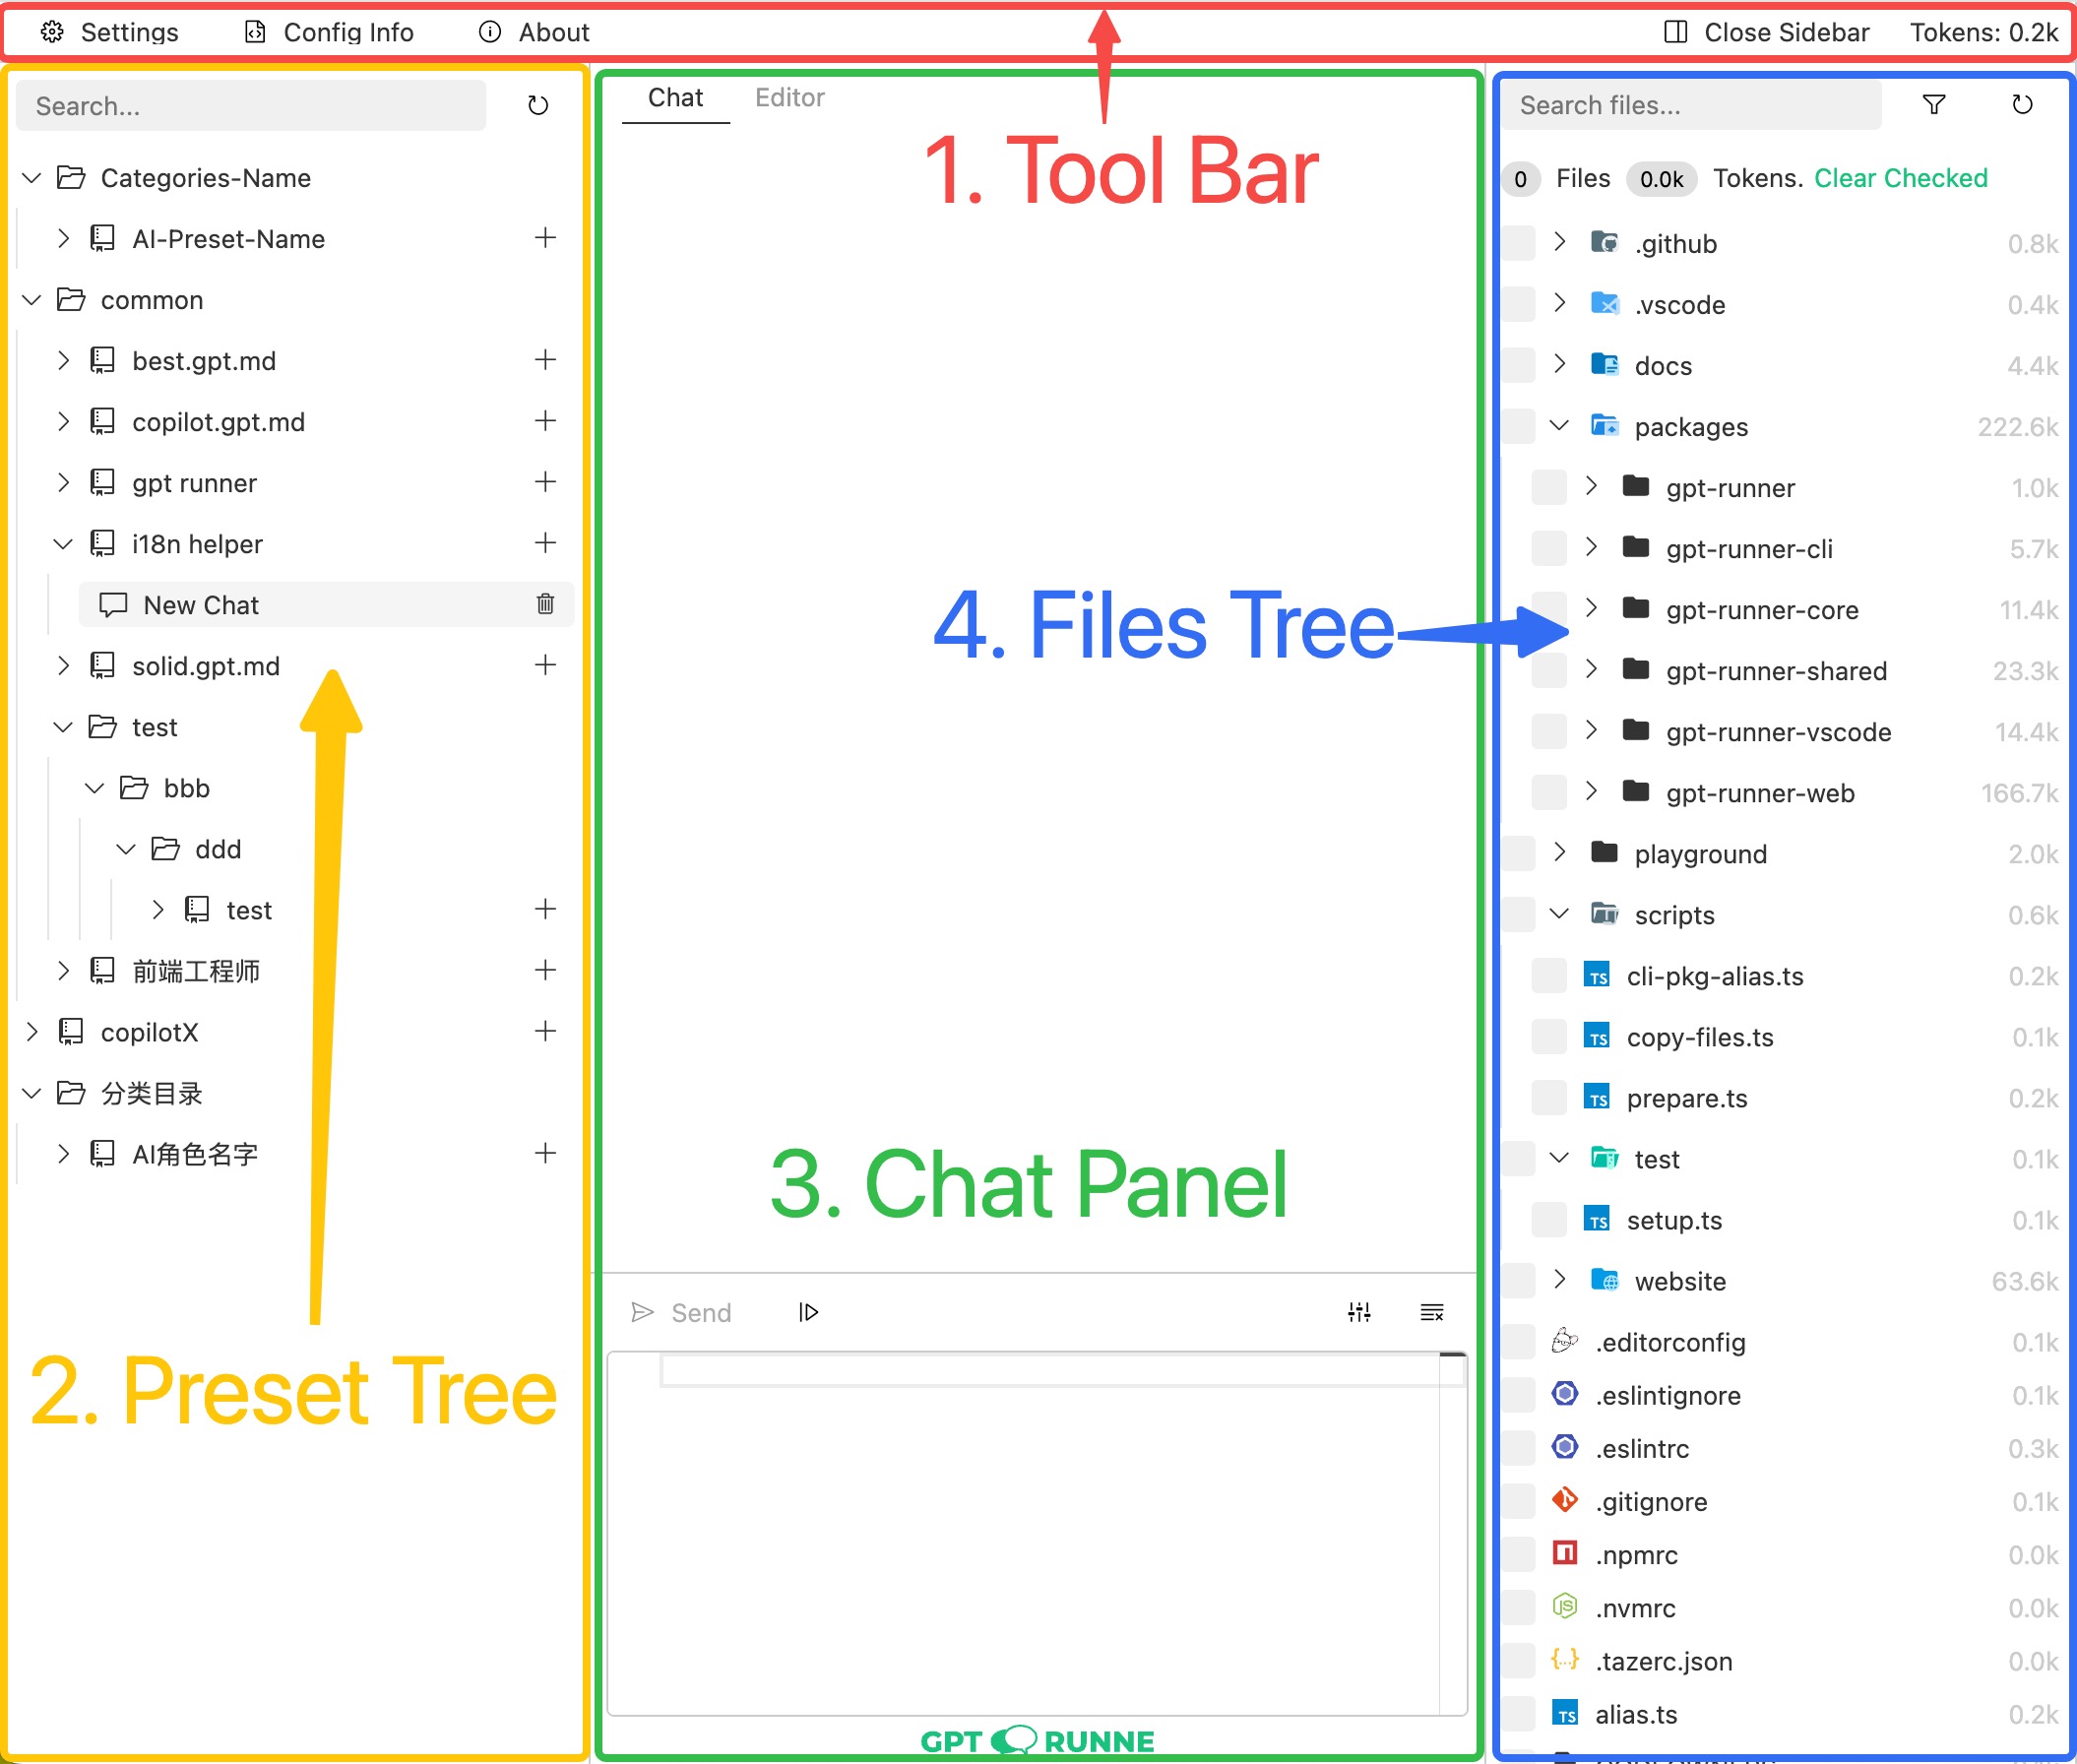 Settings Config Info About Close Sidebar Tokens: 0.2k
1. Tool Bar
Search...
Categories-Name
AI-Preset-Name
common
best.gpt.md
copilot.gpt.md
gpt runner
i18n helper
New Chat
solid.gpt.md
test
bbb
ddd
test
前端工程师
copilotX
分类目录
AI角色名字
2. Preset Tree
Chat Editor
4. Files Tree
3. Chat Panel
Send
GPT RUNNE
Search files...
0 Files 0.0k Tokens. Clear Checked
.github 0.8k
.vscode 0.4k
docs 4.4k
packages 222.6k
gpt-runner 1.0k
gpt-runner-cli 5.7k
gpt-runner-core 11.4k
gpt-runner-shared 23.3k
gpt-runner-vscode 14.4k
gpt-runner-web 166.7k
playground 2.0k
scripts 0.6k
cli-pkg-alias.ts 0.2k
copy-files.ts 0.1k
prepare.ts 0.2k
test 0.1k
setup.ts 0.1k
website 63.6k
.editorconfig 0.1k
.eslintignore 0.1k
.eslintrc 0.3k
.gitignore 0.1k
.npmrc 0.0k
.nvmrc 0.0k
.tazerc.json 0.0k
alias.ts 0.2k